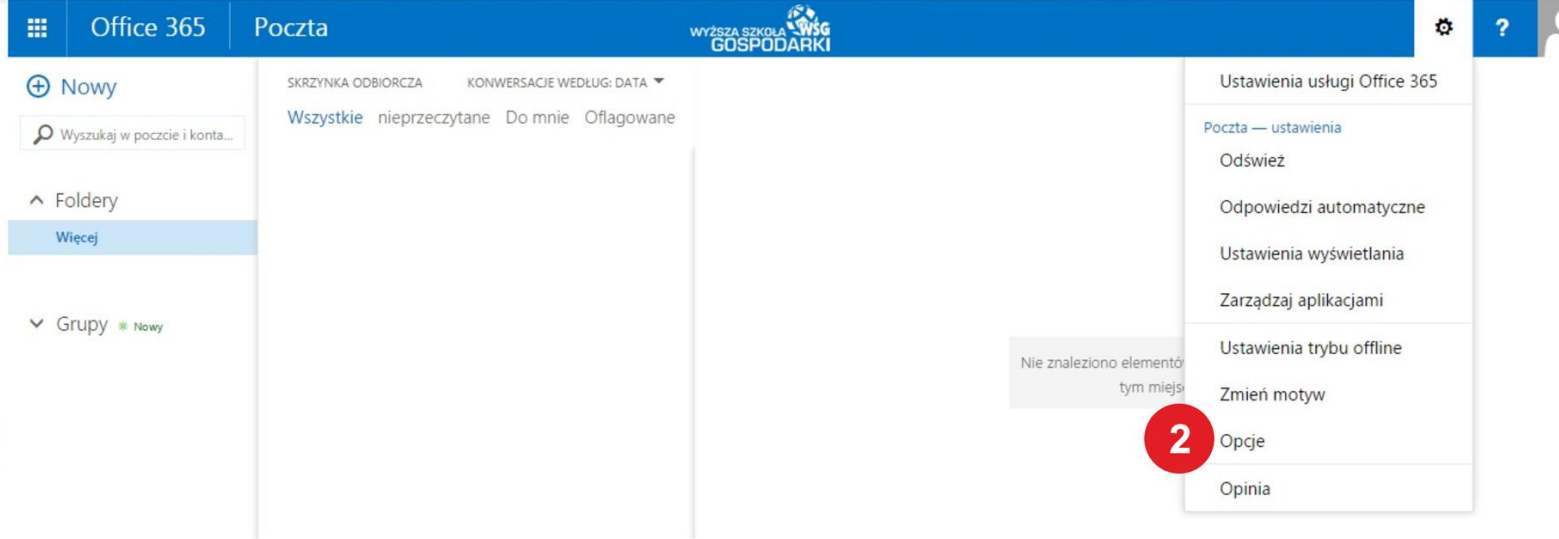 Office 365
Poczta
WYŻSZA SZKOŁA WSG
GOSPODARKI
?
Nowy
Wyszukaj w poczcie i konta...
Foldery
Więcej
Grupy Nowy
SKRZYNKA ODBIORCZA KONWERSACJE WEDŁUG: DATA
Wszystkie nieprzeczytane Do mnie Oflagowane
Nie znaleziono
tym
Ustawienia usługi Office 365
Poczta — ustawienia
Odśwież
Odpowiedzi automatyczne
Ustawienia wyświetlania
Zarządzaj aplikacjami
Ustawienia trybu offline
Zmień motyw
2 Opcje
Opinia